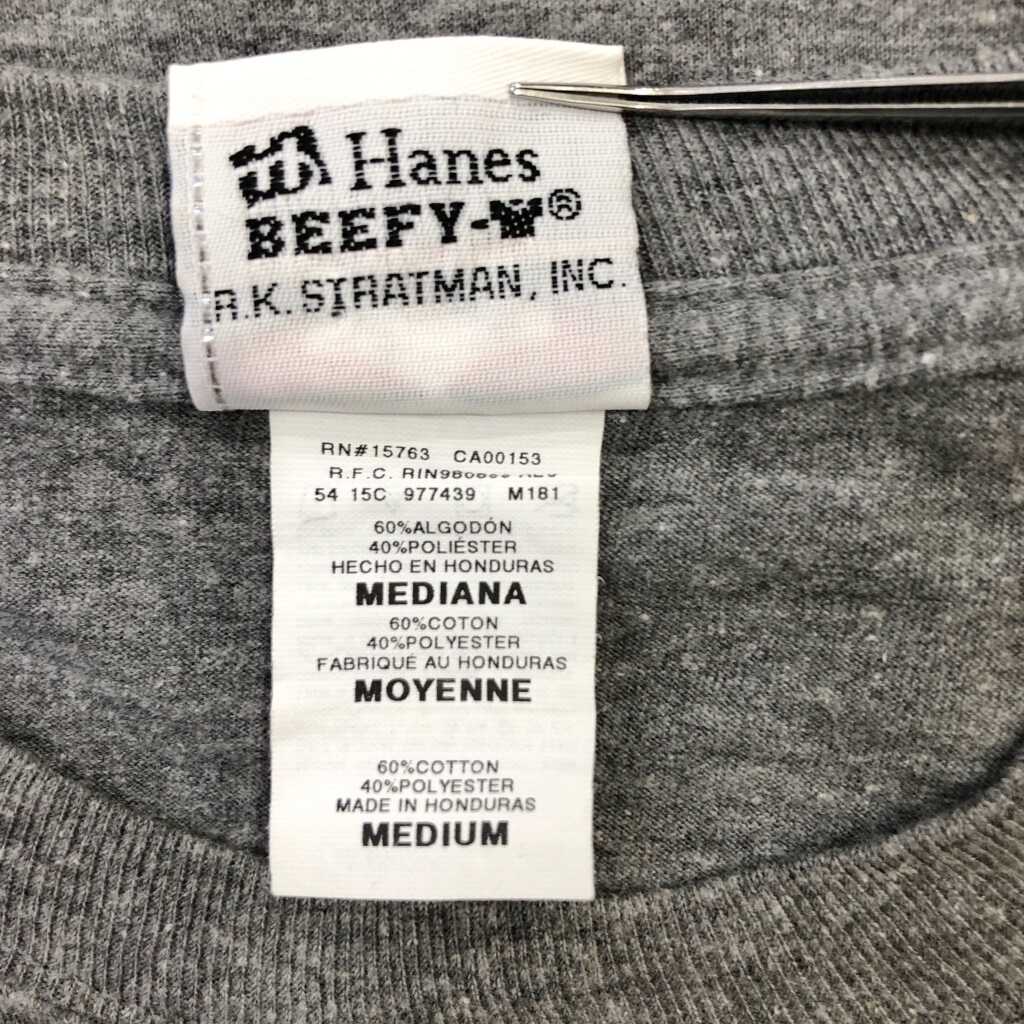 Hanes
BEEFY-T®
R.K. STRATMAN, INC.
RN#15763 CA00153
R.F.C.
54 15C 977439 M181
60%ALGODÓN
40%POLIÉSTER
HECHO EN HONDURAS
MEDIANA
60%COTON
40%POLYESTER
FABRIQUÉ AU HONDURAS
MOYENNE
60%COTTON
40%POLYESTER
MADE IN HONDURAS
MEDIUM